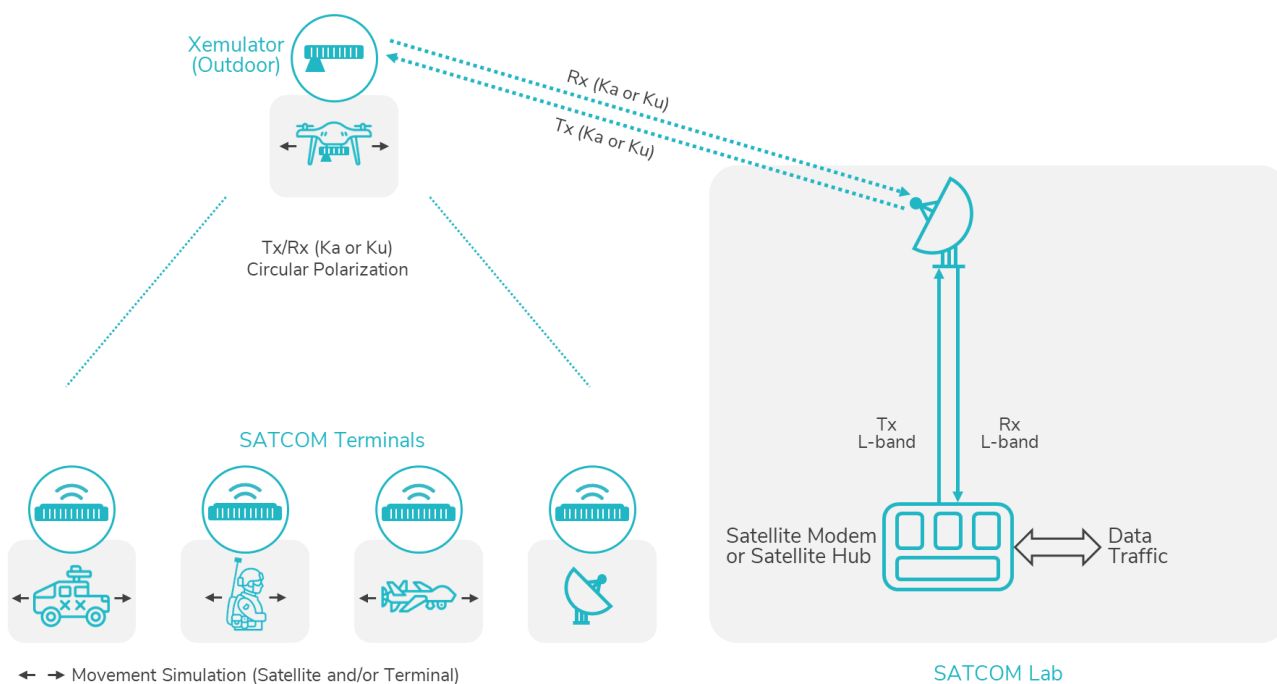 Xemulator
(Outdoor)
Rx (Ka or Ku)
Tx (Ka or Ku)
Tx/Rx (Ka or Ku)
Circular Polarization
Tx
L-band
Rx
L-band
SATCOM Terminals
Satellite Modem
or Satellite Hub
Data
Traffic
Movement Simulation (Satellite and/or Terminal)
SATCOM Lab